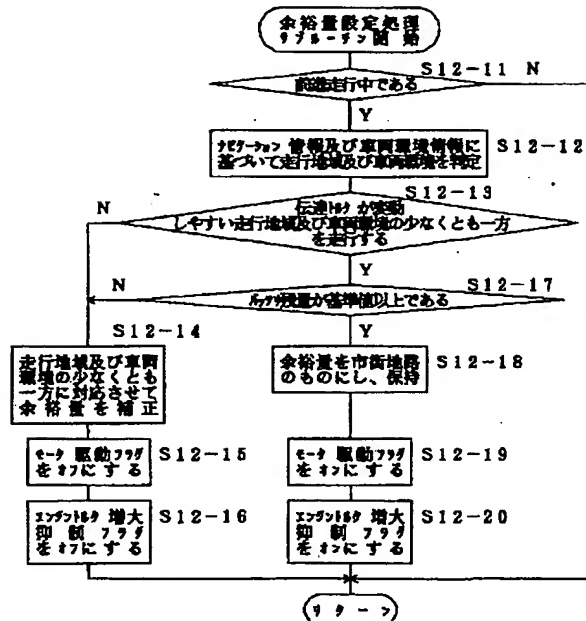 余裕量設定処理
サブルーチン開始
S12-11 N
前進走行中である
Y
ナビゲーション 情報及び車両環境情報に
基づいて走行地域及び車両環境を判定
S12-12
S12-13
N
伝達トルク が変動
しやすい走行地域及び車両環境の少なくとも一方
を走行する
Y
N
S12-17
バッテリ残量が基準値以上である
S12-14
Y
走行地域及び車両
環境の少なくとも
一方に対応させて
余裕量を補正
余裕量を市街地路
のものにし、保持
S12-18
モータ 駆動フラグ
をオフにする
S12-15
モータ 駆動フラグ
をオンにする
S12-19
エンジントルク 増大
抑制フラグ
をオフにする
S12-16
エンジントルク 増大
抑制フラグ
をオンにする
S12-20
リターン